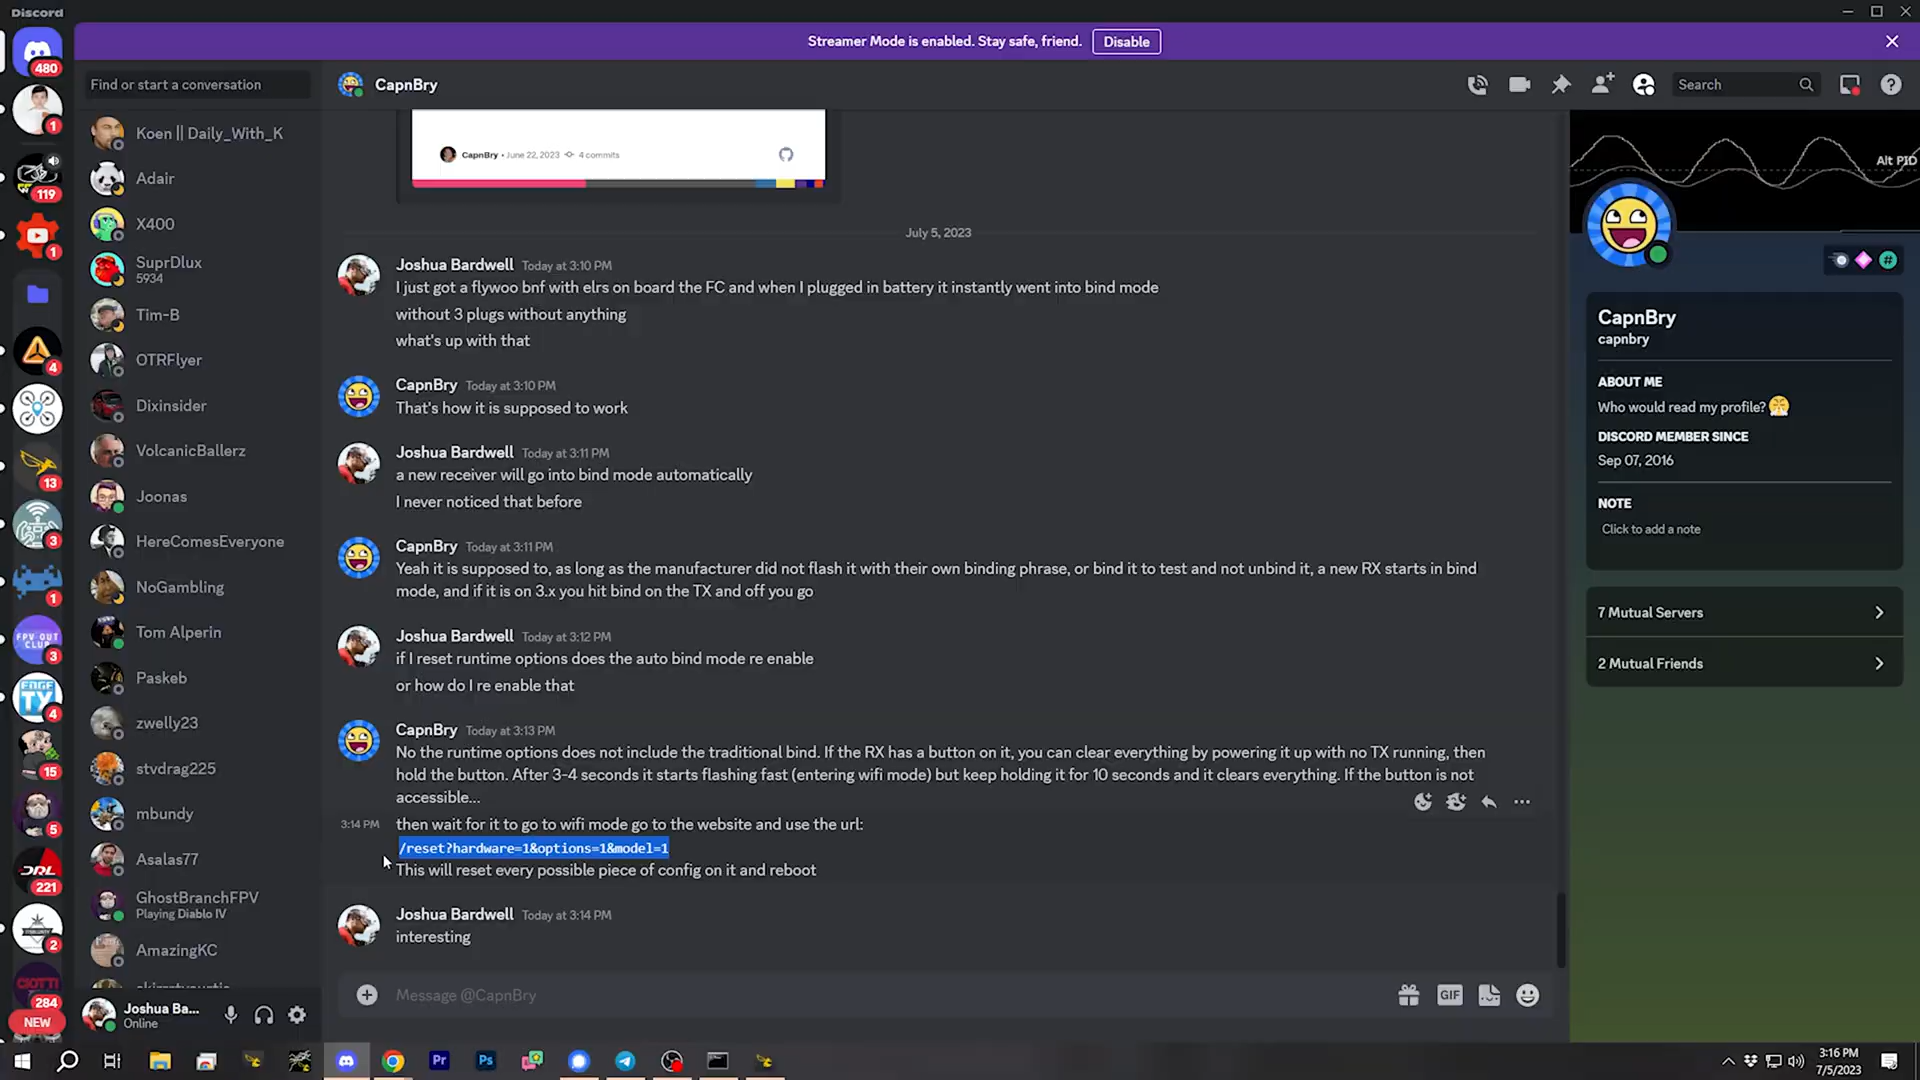 Discord
Streamer Mode is enabled. Stay safe, friend.
Disable
480
1
119
1
4
13
3
1
FPV OUT
CLUB
3
EDGE
TX
4
15
5
DRL
221
2
CIOTTI
284
NEW
Find or start a conversation
Koen || Daily_With_K
Adair
X400
SuprDlux
5934
Tim-B
OTRFlyer
Dixinsider
VolcanicBallerz
Joonas
HereComesEveryone
NoGambling
Tom Alperin
Paskeb
zwelly23
stvdrag225
mbundy
Asalas77
GhostBranchFPV
Playing Diablo IV
AmazingKC
Joshua Ba...
Online
CapnBry
Search
CapnBry • June 22, 2023
4 commits
July 5, 2023
Joshua Bardwell Today at 3:10 PM
I just got a flywoo bnf with elrs on board the FC and when I plugged in battery it instantly went into bind mode
without 3 plugs without anything
what's up with that
CapnBry Today at 3:10 PM
That's how it is supposed to work
Joshua Bardwell Today at 3:11 PM
a new receiver will go into bind mode automatically
I never noticed that before
CapnBry Today at 3:11 PM
Yeah it is supposed to, as long as the manufacturer did not flash it with their own binding phrase, or bind it to test and not unbind it, a new RX starts in bind
mode, and if it is on 3.x you hit bind on the TX and off you go
Joshua Bardwell Today at 3:12 PM
if I reset runtime options does the auto bind mode re enable
or how do I re enable that
CapnBry Today at 3:13 PM
No the runtime options does not include the traditional bind. If the RX has a button on it, you can clear everything by powering it up with no TX running, then
hold the button. After 3-4 seconds it starts flashing fast (entering wifi mode) but keep holding it for 10 seconds and it clears everything. If the button is not
accessible...
3:14 PM then wait for it to go to wifi mode go to the website and use the url:
/reset?hardware=1&options=1&model=1
This will reset every possible piece of config on it and reboot
Joshua Bardwell Today at 3:14 PM
interesting
Message @CapnBry
GIF
Alt PID
CapnBry
capnbry
ABOUT ME
Who would read my profile?
DISCORD MEMBER SINCE
Sep 07, 2016
NOTE
Click to add a note
7 Mutual Servers
2 Mutual Friends
Pr
Ps
3:16 PM
7/5/2023